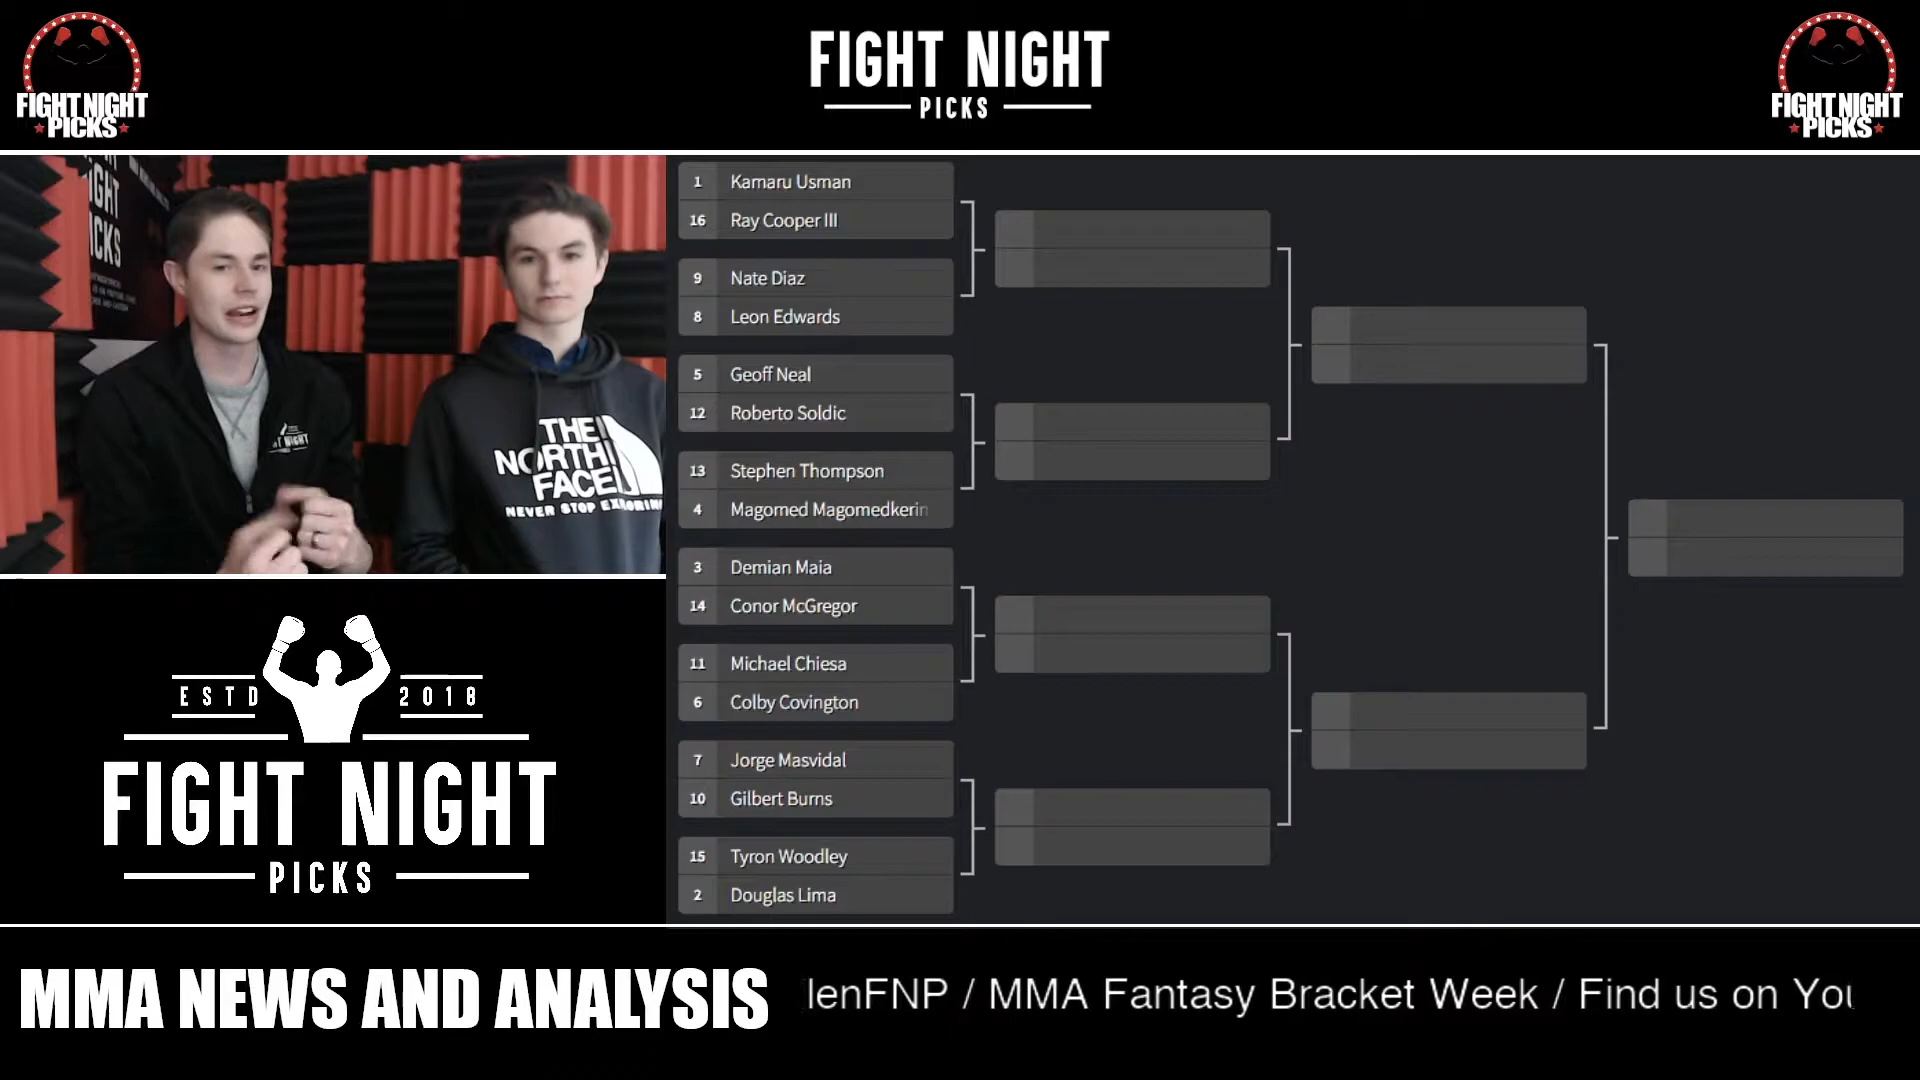 FIGHT NIGHT
PICKS
FIGHT NIGHT
PICKS
FIGHT NIGHT
PICKS
IGHT
ICKS
THE
NORTH
FACE
NEVER STOP EXPLORING
1 Kamaru Usman
16 Ray Cooper III
9 Nate Diaz
8 Leon Edwards
5 Geoff Neal
12 Roberto Soldic
13 Stephen Thompson
4 Magomed Magomedkerin
3 Demian Maia
14 Conor McGregor
11 Michael Chiesa
6 Colby Covington
7 Jorge Masvidal
10 Gilbert Burns
15 Tyron Woodley
2 Douglas Lima
ESTD 2018
FIGHT NIGHT
PICKS
MMA NEWS AND ANALYSIS
lenFNP / MMA Fantasy Bracket Week / Find us on You